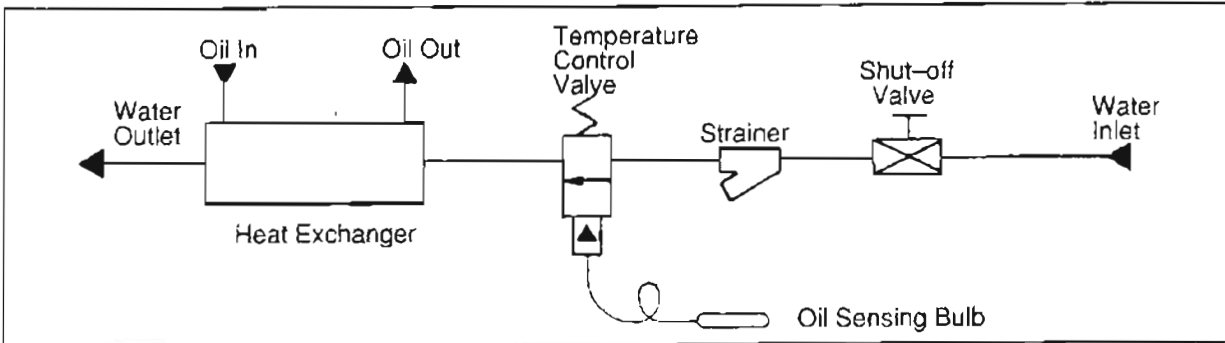 Oil In
Oil Out
Temperature
Control
Valve
Shut–off
Valve
Water
Outlet
Strainer
Water
Inlet
Heat Exchanger
Oil Sensing Bulb